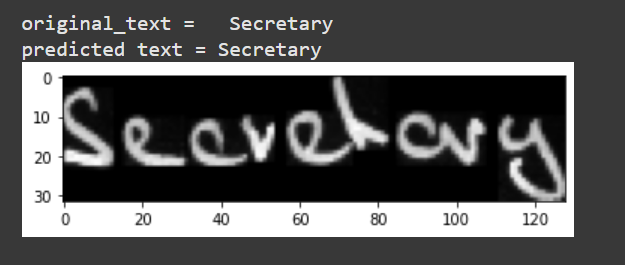 original_text =   Secretary
predicted text = Secretary
0
10
20
30
Secretary
0 20 40 60 80 100 120